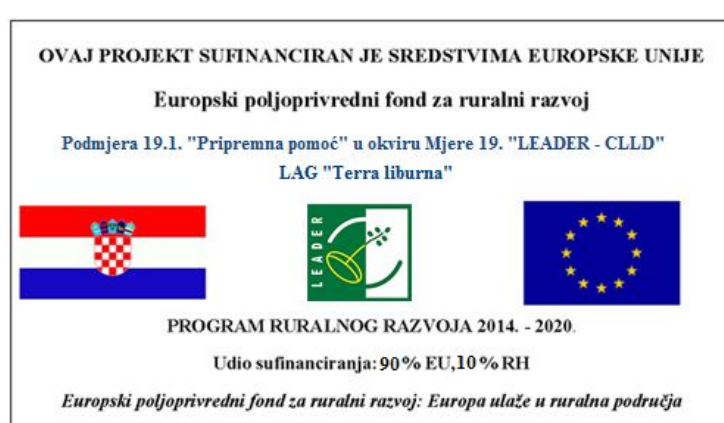 OVAJ PROJEKT SUFINANCIRAN JE SREDSTVIMA EUROPSKE UNIJE
Europski poljoprivredni fond za ruralni razvoj
Podmjera 19.1. "Pripremna pomoć" u okviru Mjere 19. "LEADER - CLLD"
LAG "Terra liburna"
LEADER
PROGRAM RURALNOG RAZVOJA 2014. - 2020.
Udio sufinanciranja: 90% EU,10% RH
Europski poljoprivredni fond za ruralni razvoj: Europa ulaže u ruralna područja